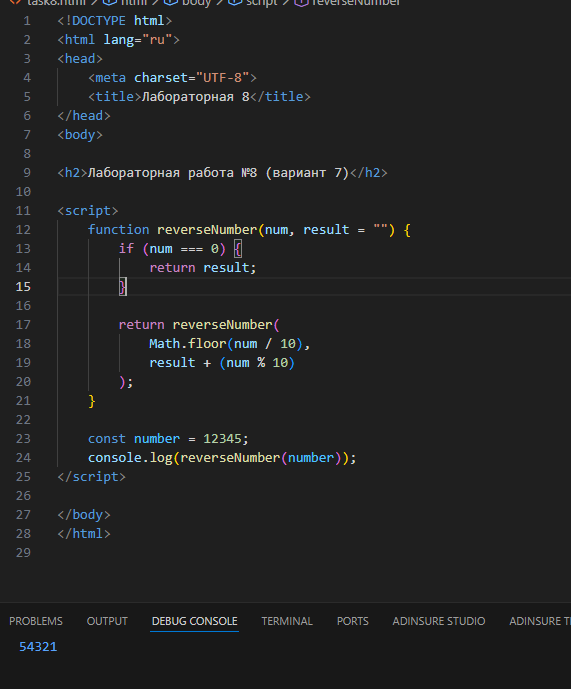 task8.html > html > body > script > reverseNumber
1 <!DOCTYPE html>
2 <html lang="ru">
3 <head>
4     <meta charset="UTF-8">
5     <title>Лабораторная 8</title>
6 </head>
7 <body>
8
9 <h2>Лабораторная работа №8 (вариант 7)</h2>
10
11 <script>
12     function reverseNumber(num, result = "") {
13         if (num === 0) {
14             return result;
15         }
16
17         return reverseNumber(
18             Math.floor(num / 10),
19             result + (num % 10)
20         );
21     }
22
23     const number = 12345;
24     console.log(reverseNumber(number));
25 </script>
26
27 </body>
28 </html>
29
PROBLEMS OUTPUT DEBUG CONSOLE TERMINAL PORTS ADINSURE STUDIO ADINSURE T
54321